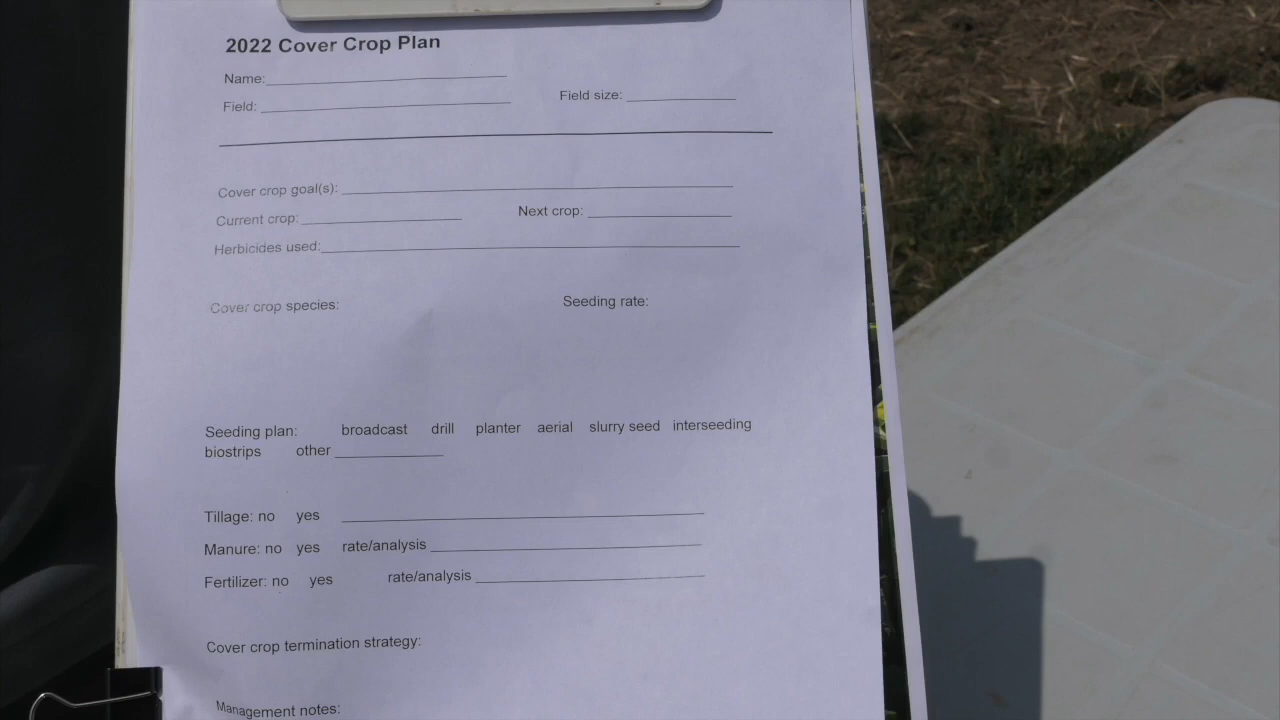 2022 Cover Crop Plan
Name:
Field: Field size:
Cover crop goal(s):
Current crop: Next crop:
Herbicides used:
Cover crop species: Seeding rate:
Seeding plan: broadcast drill planter aerial slurry seed interseeding
biostrips other
Tillage: no yes
Manure: no yes rate/analysis
Fertilizer: no yes rate/analysis
Cover crop termination strategy:
Management notes: